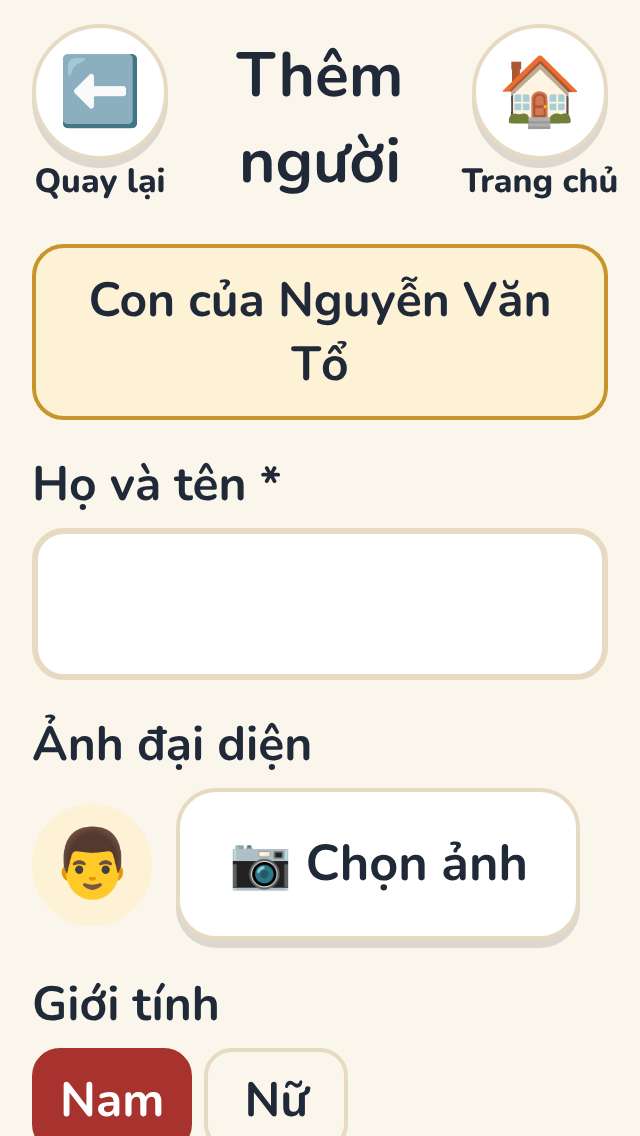 Thêm
người
Quay lại
Trang chủ
Con của Nguyễn Văn
Tổ
Họ và tên *
Ảnh đại diện
Chọn ảnh
Giới tính
Nam
Nữ